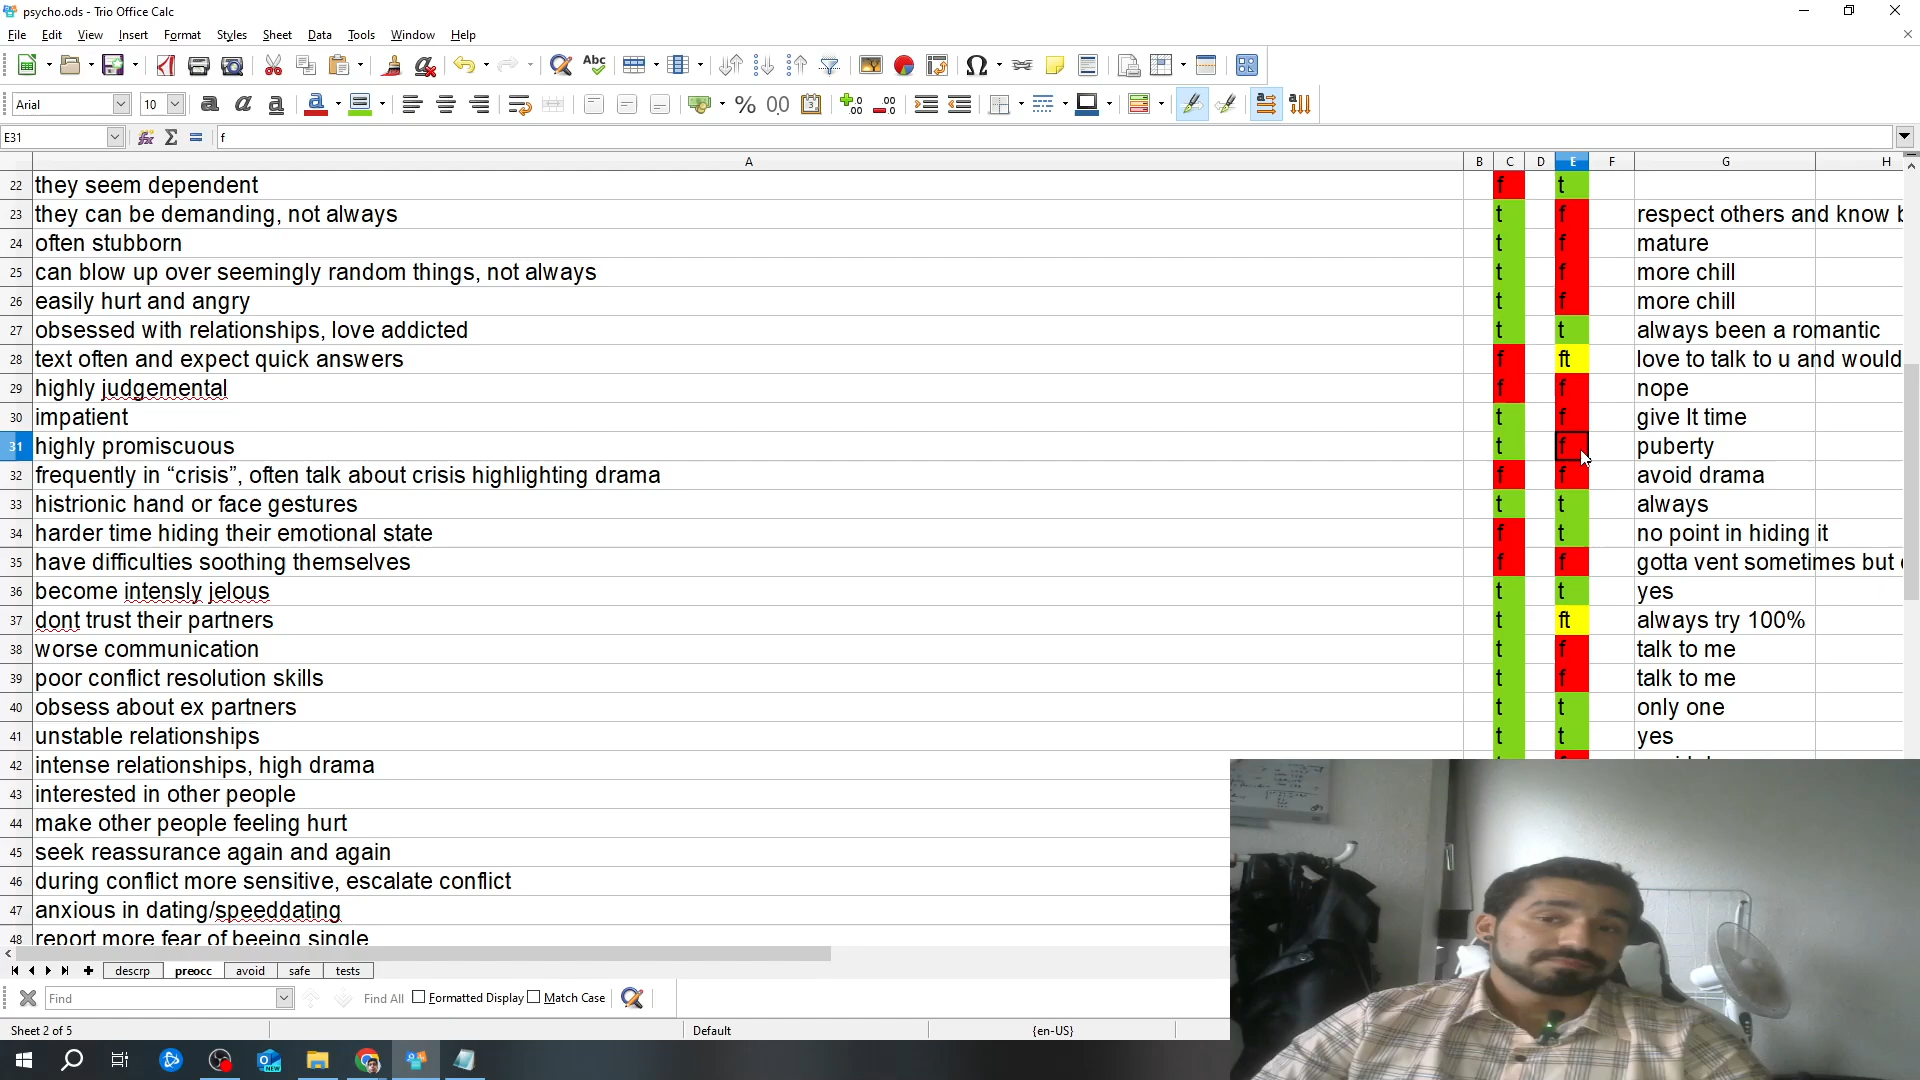 psycho.ods - Trio Office Calc
File Edit View Insert Format Styles Sheet Data Tools Window Help
Arial 10
E31 f
A B C D E F G H
22 they seem dependent f t
23 they can be demanding, not always t f respect others and know
24 often stubborn t f mature
25 can blow up over seemingly random things, not always t f more chill
26 easily hurt and angry t f more chill
27 obsessed with relationships, love addicted t t always been a romantic
28 text often and expect quick answers f ft love to talk to u and would
29 highly judgemental f f nope
30 impatient t f give It time
31 highly promiscuous t f puberty
32 frequently in “crisis”, often talk about crisis highlighting drama f f avoid drama
33 histrionic hand or face gestures t t always
34 harder time hiding their emotional state f t no point in hiding it
35 have difficulties soothing themselves f f gotta vent sometimes but
36 become intensly jelous t t yes
37 dont trust their partners t ft always try 100%
38 worse communication t f talk to me
39 poor conflict resolution skills t f talk to me
40 obsess about ex partners t t only one
41 unstable relationships t t yes
42 intense relationships, high drama
43 interested in other people
44 make other people feeling hurt
45 seek reassurance again and again
46 during conflict more sensitive, escalate conflict
47 anxious in dating/speeddating
48 report more fear of beeing single
descrp preocc avoid safe tests
Find Find All Formatted Display Match Case
Sheet 2 of 5 Default {en-US}